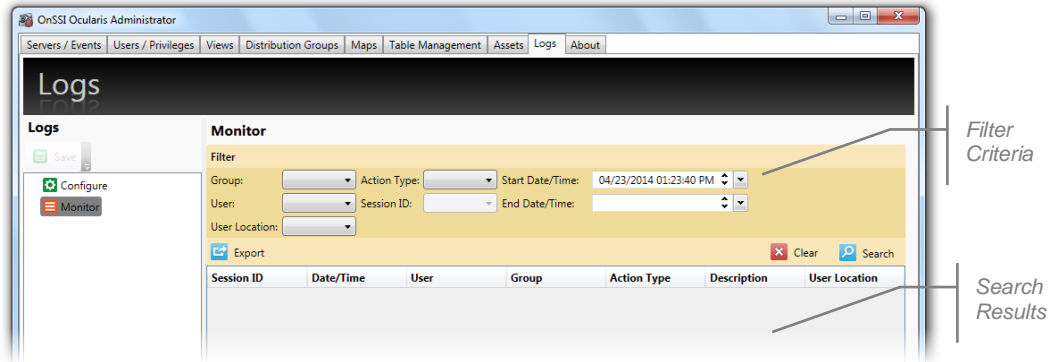 OnSSI Ocularis Administrator
Servers / Events Users / Privileges Views Distribution Groups Maps Table Management Assets Logs About
Logs
Logs
Save
Configure
Monitor
Monitor
Filter
Group: Action Type: Start Date/Time: 04/23/2014 01:23:40 PM
User: Session ID: End Date/Time:
User Location:
Export Clear Search
Session ID Date/Time User Group Action Type Description User Location
Filter
Criteria
Search
Results